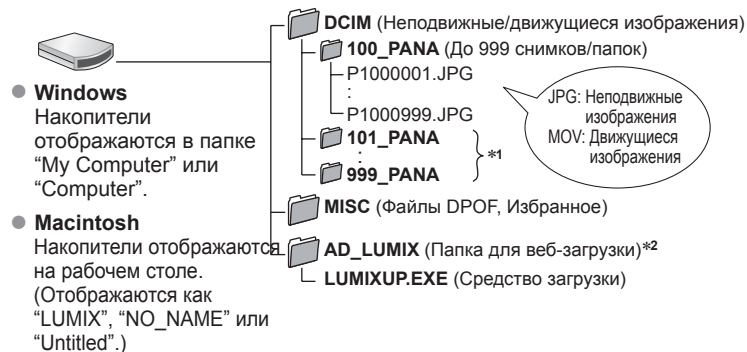 ● Windows
Накопители
отображаются в папке
“My Computer” или
“Computer”.
● Macintosh
Накопители отображаются
на рабочем столе.
(Отображаются как
“LUMIX”, “NO_NAME” или
“Untitled”.)
DCIM (Неподвижные/движущиеся изображения)
100_PANA (До 999 снимков/папок)
P1000001.JPG
:
P1000999.JPG
101_PANA
:
999_PANA
*1
JPG: Неподвижные
изображения
MOV: Движущиеся
изображения
MISC (Файлы DPOF, Избранное)
AD_LUMIX (Папка для веб-загрузки)*2
LUMIXUP.EXE (Средство загрузки)